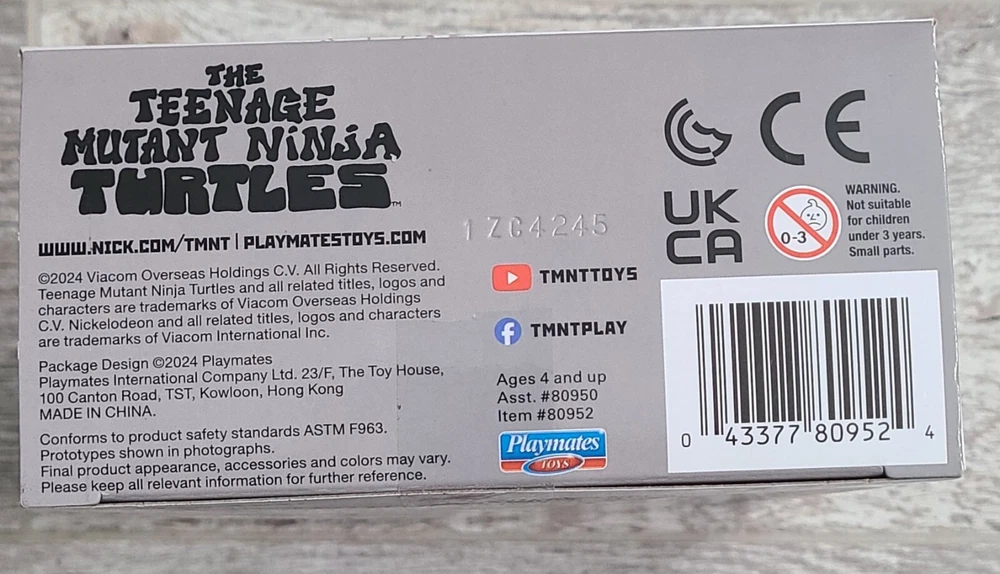 THE
TEENAGE
MUTANT NiNJA
TURTLES™
WWW.NICK.COM/TMNT | PLAYMATESTOYS.COM
©2024 Viacom Overseas Holdings C.V. All Rights Reserved.
Teenage Mutant Ninja Turtles and all related titles, logos and
characters are trademarks of Viacom Overseas Holdings
C.V. Nickelodeon and all related titles, logos and characters
are trademarks of Viacom International Inc.
Package Design ©2024 Playmates
Playmates International Company Ltd. 23/F, The Toy House,
100 Canton Road, TST, Kowloon, Hong Kong
MADE IN CHINA.
Conforms to product safety standards ASTM F963.
Prototypes shown in photographs.
Final product appearance, accessories and colors may vary.
Please keep all relevant information for further reference.
1ZC4245
TMNTTOYS
TMNTPLAY
Ages 4 and up
Asst. #80950
Item #80952
Playmates
TOYS
CE
UK
CA
0-3
WARNING.
Not suitable
for children
under 3 years.
Small parts.
0 43377 80952 4